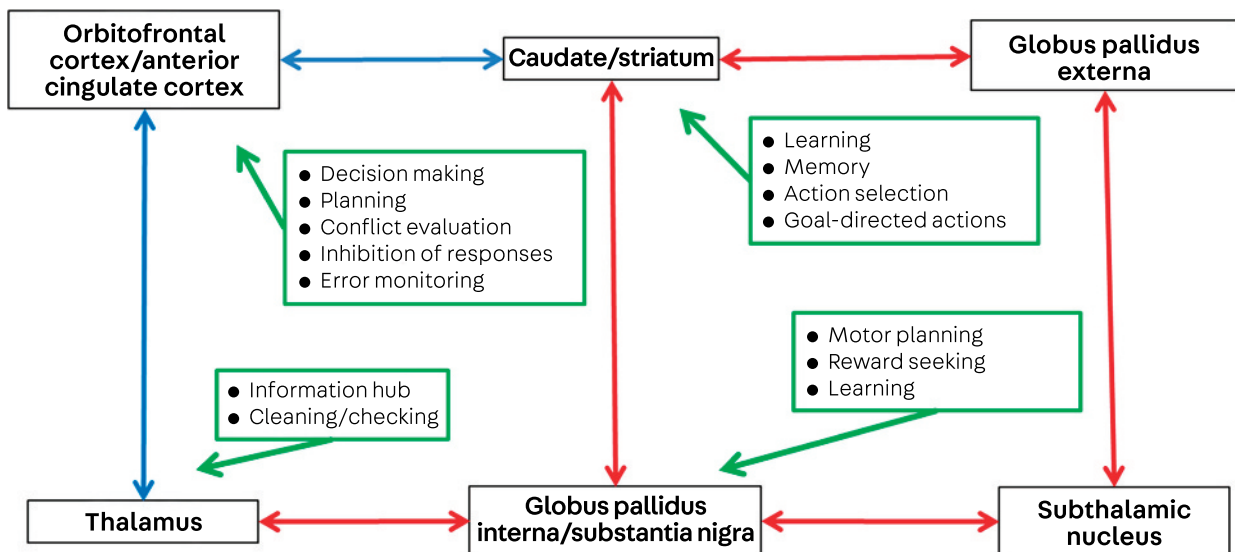 Orbitofrontal
cortex/anterior
cingulate cortex
Caudate/striatum
Globus pallidus
externa
● Decision making
● Planning
● Conflict evaluation
● Inhibition of responses
● Error monitoring
● Learning
● Memory
● Action selection
● Goal-directed actions
● Information hub
● Cleaning/checking
● Motor planning
● Reward seeking
● Learning
Thalamus
Globus pallidus
interna/substantia nigra
Subthalamic
nucleus